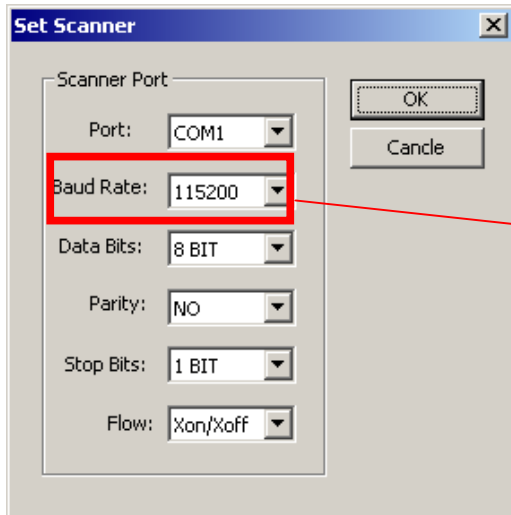 Set Scanner
Scanner Port
Port: COM1
Baud Rate: 115200
Data Bits: 8 BIT
Parity: NO
Stop Bits: 1 BIT
Flow: Xon/Xoff
OK
Cancle